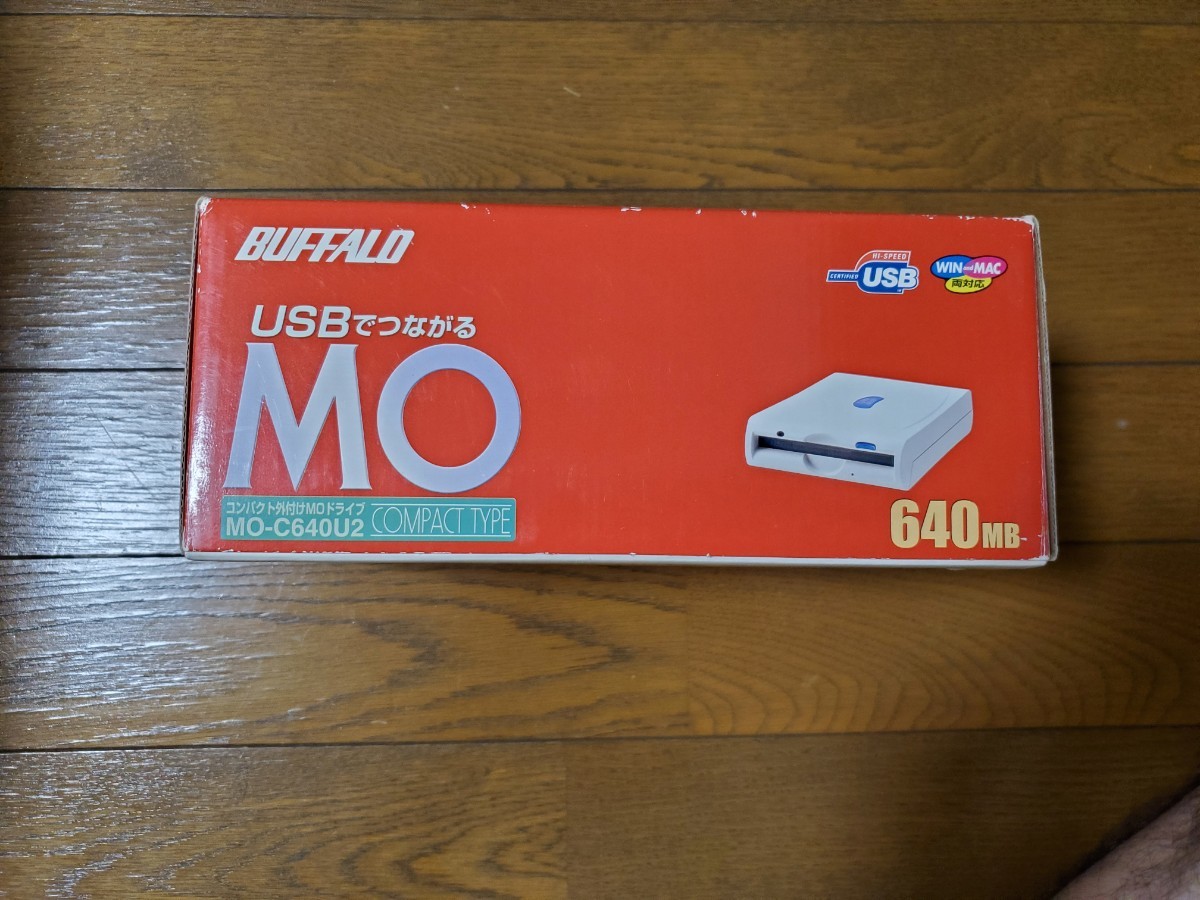 BUFFALO
HI-SPEED
CERTIFIED USB
WIN and MAC
両対応
USBでつながる
MO
コンパクト外付けMOドライブ
MO-C640U2 COMPACT TYPE
640MB